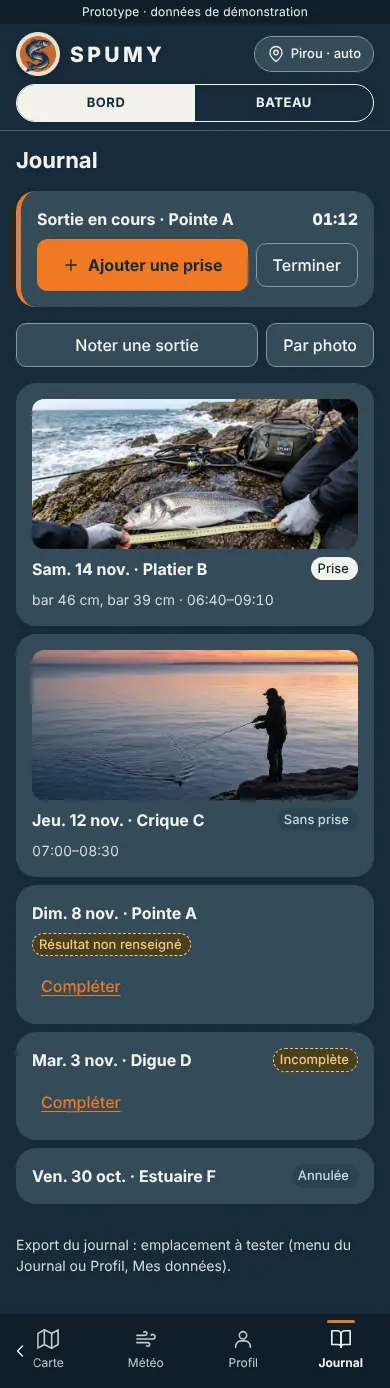 Prototype · données de démonstration
SPUMY
Pirou · auto
BORD
BATEAU
Journal
Sortie en cours · Pointe A
01:12
+ Ajouter une prise
Terminer
Noter une sortie
Par photo
Sam. 14 nov. · Platier B
Prise
bar 46 cm, bar 39 cm · 06:40–09:10
Jeu. 12 nov. · Crique C
Sans prise
07:00–08:30
Dim. 8 nov. · Pointe A
Résultat non renseigné
Compléter
Mar. 3 nov. · Digue D
Incomplète
Compléter
Ven. 30 oct. · Estuaire F
Annulée
Export du journal : emplacement à tester (menu du
Journal ou Profil, Mes données).
Carte
Météo
Profil
Journal